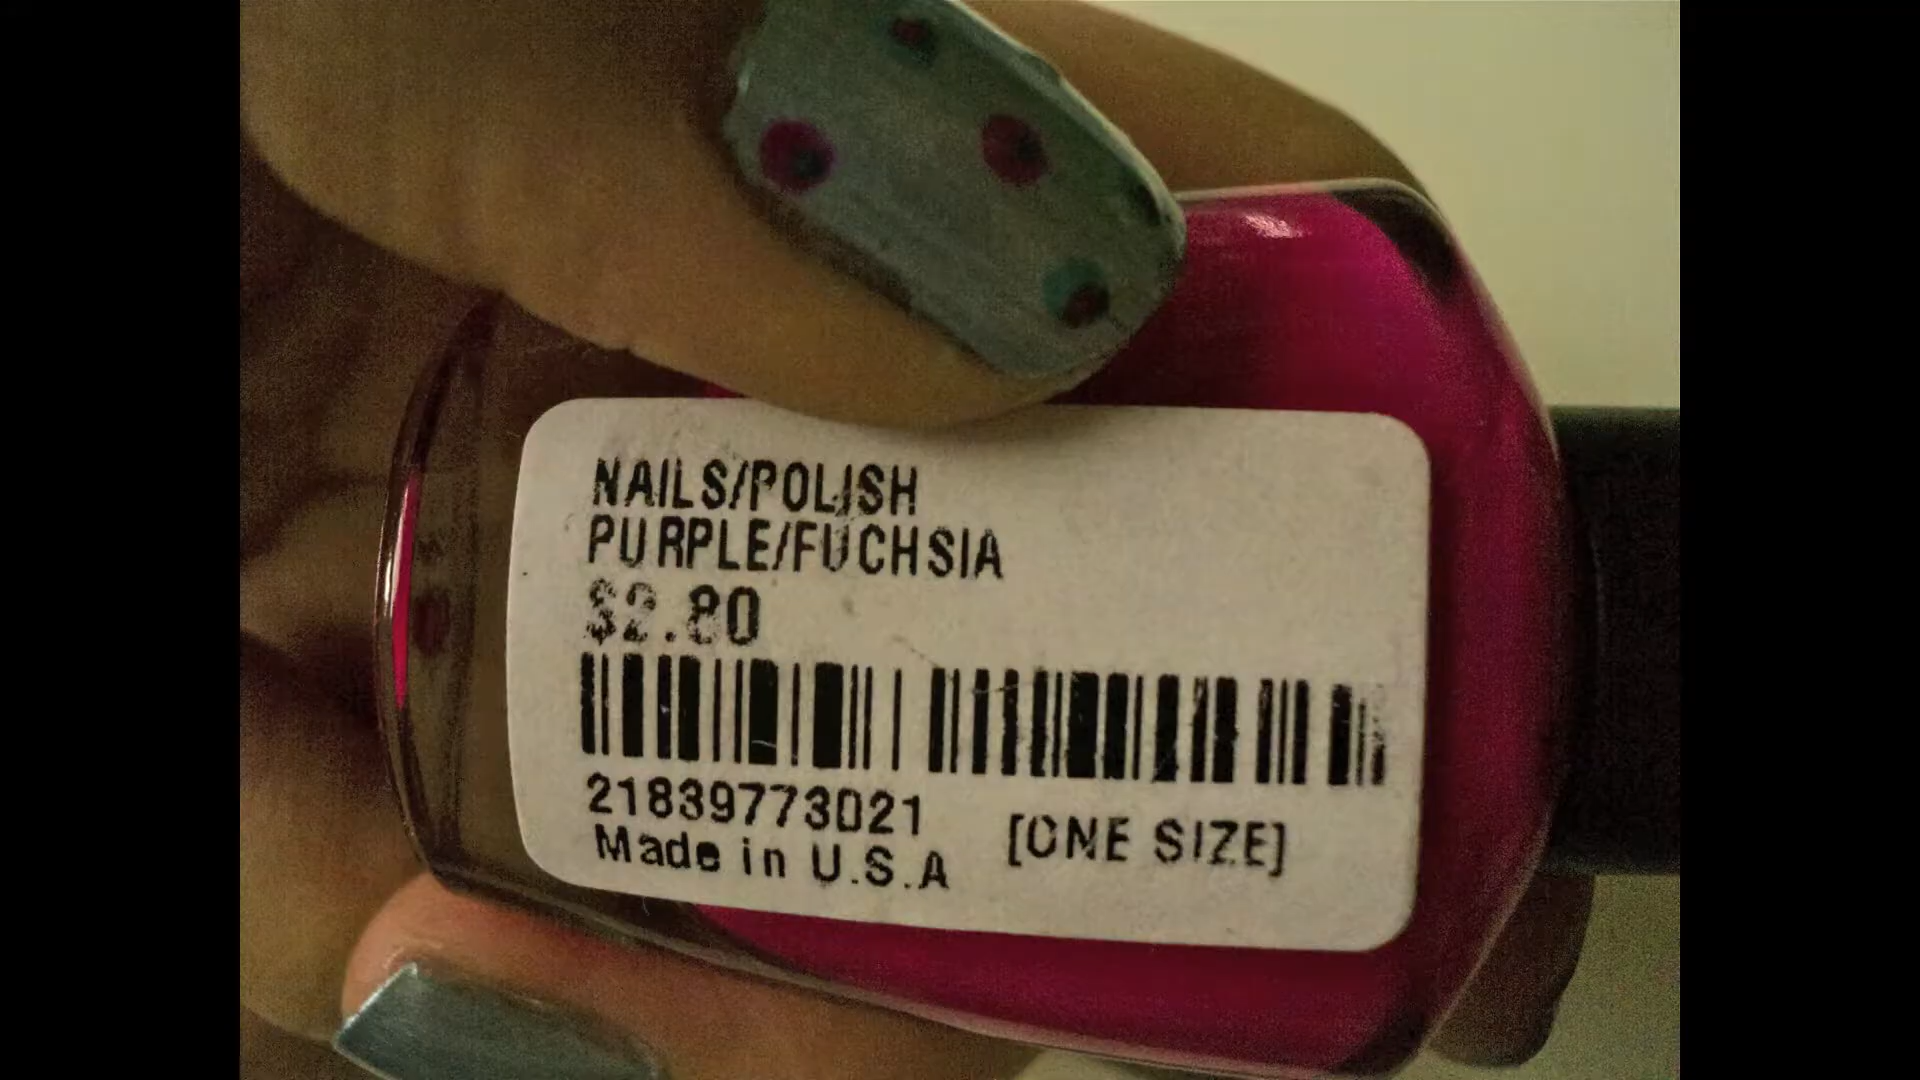 NAILS/POLISH
PURPLE/FUCHSIA
$2.80
21839773021 [ONE SIZE]
Made in U.S.A